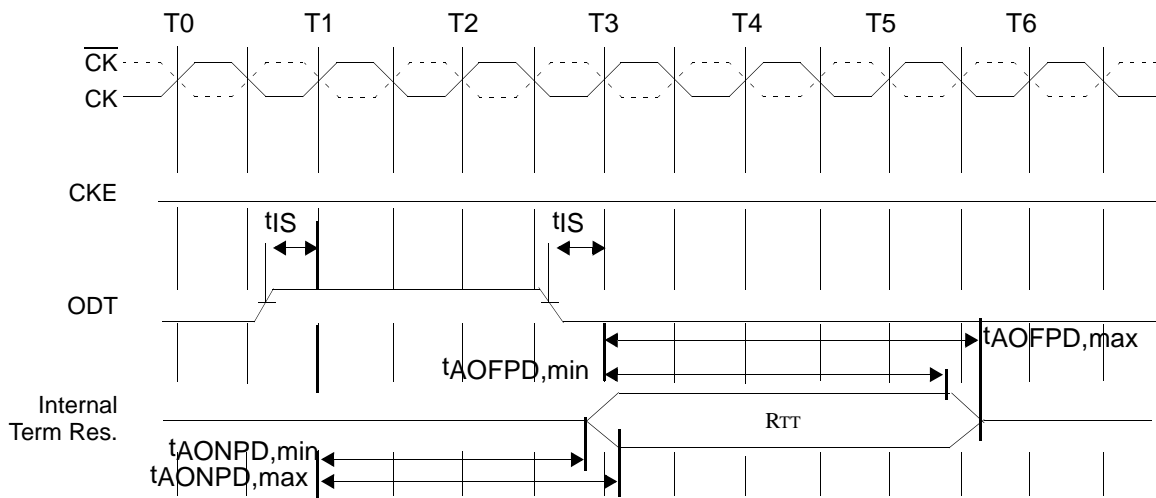 T0 T1 T2 T3 T4 T5 T6
CK
CK
CKE
tIS tIS
ODT
tAOFPD,max
tAOFPD,min
Internal
Term Res.
RTT
tAONPD,min
tAONPD,max